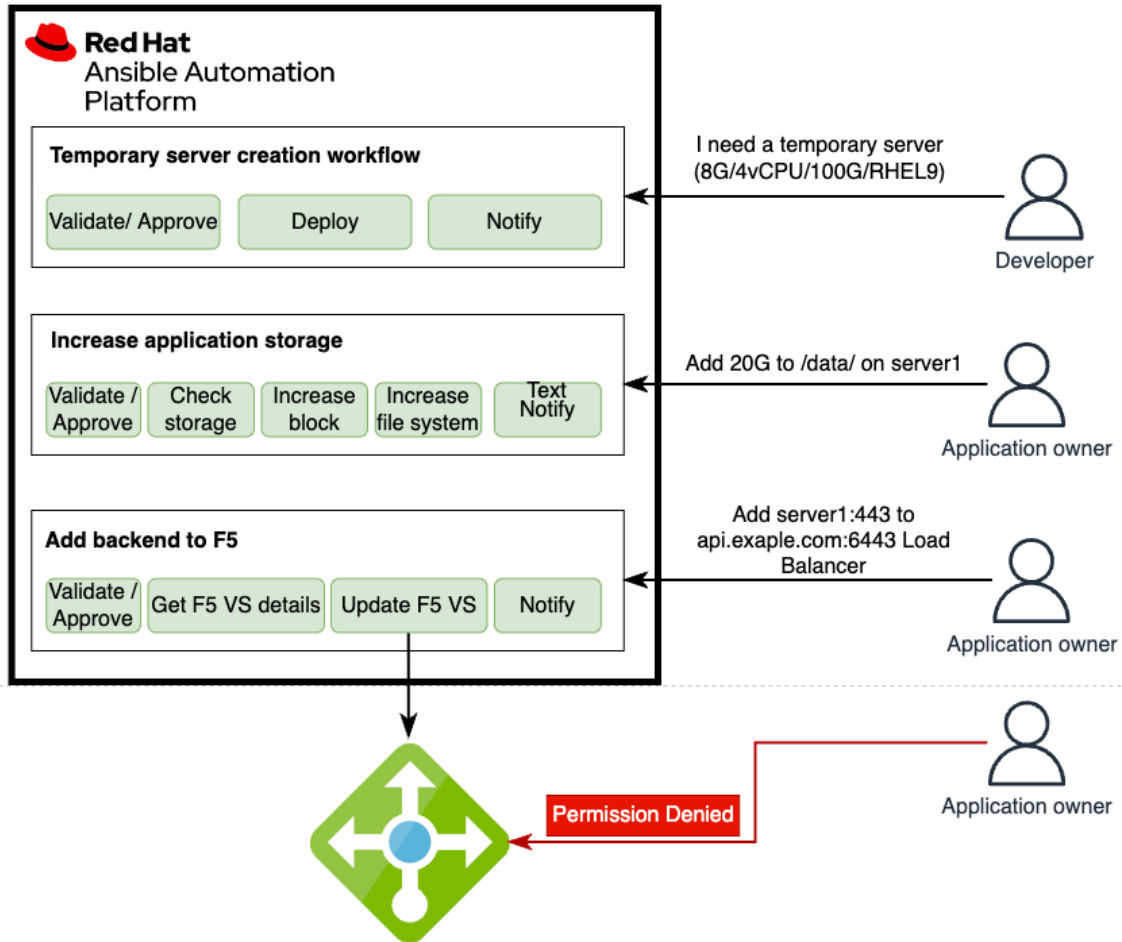 Red Hat
Ansible Automation
Platform
Temporary server creation workflow
Validate/ Approve
Deploy
Notify
I need a temporary server
(8G/4vCPU/100G/RHEL9)
Developer
Increase application storage
Validate /
Approve
Check
storage
Increase
block
Increase
file system
Text
Notify
Add 20G to /data/ on server1
Application owner
Add backend to F5
Validate /
Approve
Get F5 VS details
Update F5 VS
Notify
Add server1:443 to
api.exaple.com:6443 Load
Balancer
Application owner
Permission Denied
Application owner